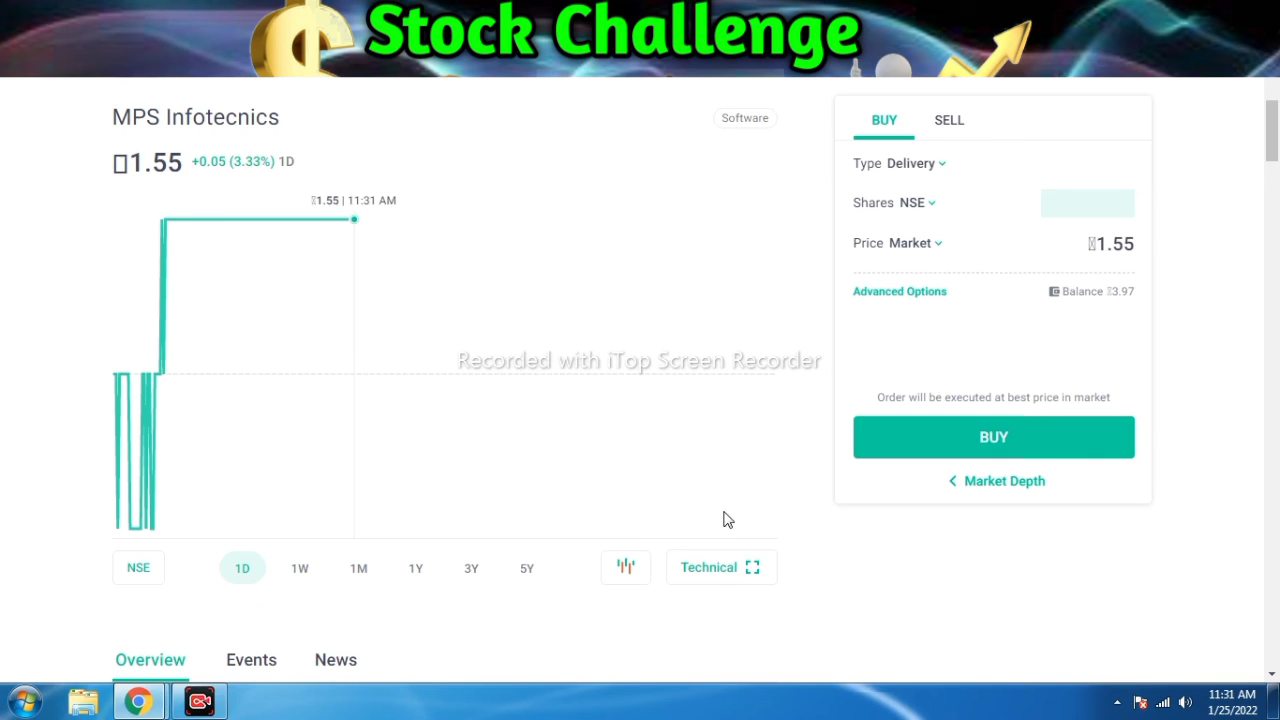 Stock Challenge
MPS Infotecnics
Software
1.55 +0.05 (3.33%) 1D
1.55 | 11:31 AM
BUY SELL
Type Delivery
Shares NSE
Price Market 1.55
Advanced Options Balance 3.97
Recorded with iTop Screen Recorder
Order will be executed at best price in market
BUY
Market Depth
NSE 1D 1W 1M 1Y 3Y 5Y Technical
Overview Events News
11:31 AM
1/25/2022